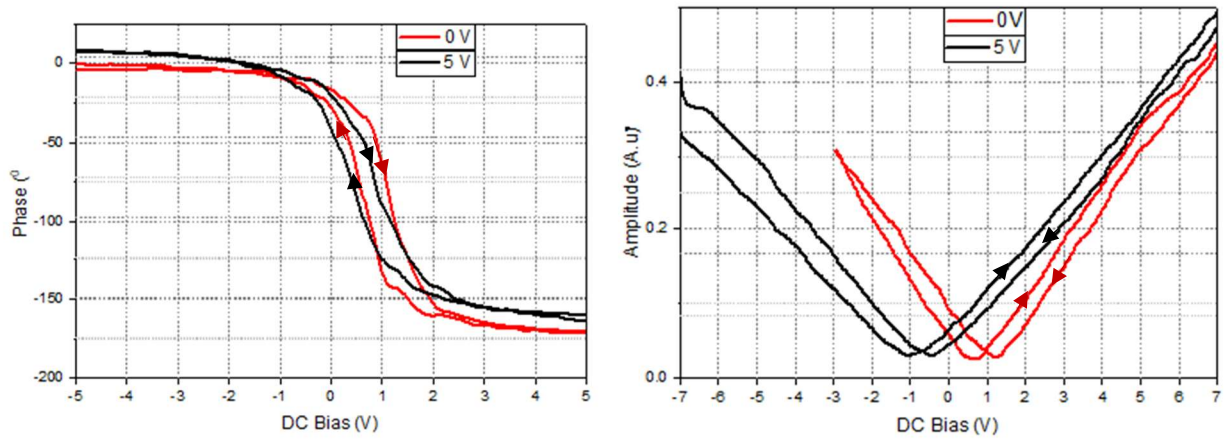 0 V
5 V
0
-50
-100
-150
-200
Phase (⁰
-5 -4 -3 -2 -1 0 1 2 3 4 5
DC Bias (V)
0V
5 V
0.4
0.2
0.0
Amplitude (A.u)
-7 -6 -5 -4 -3 -2 -1 0 1 2 3 4 5 6 7
DC Bias (V)